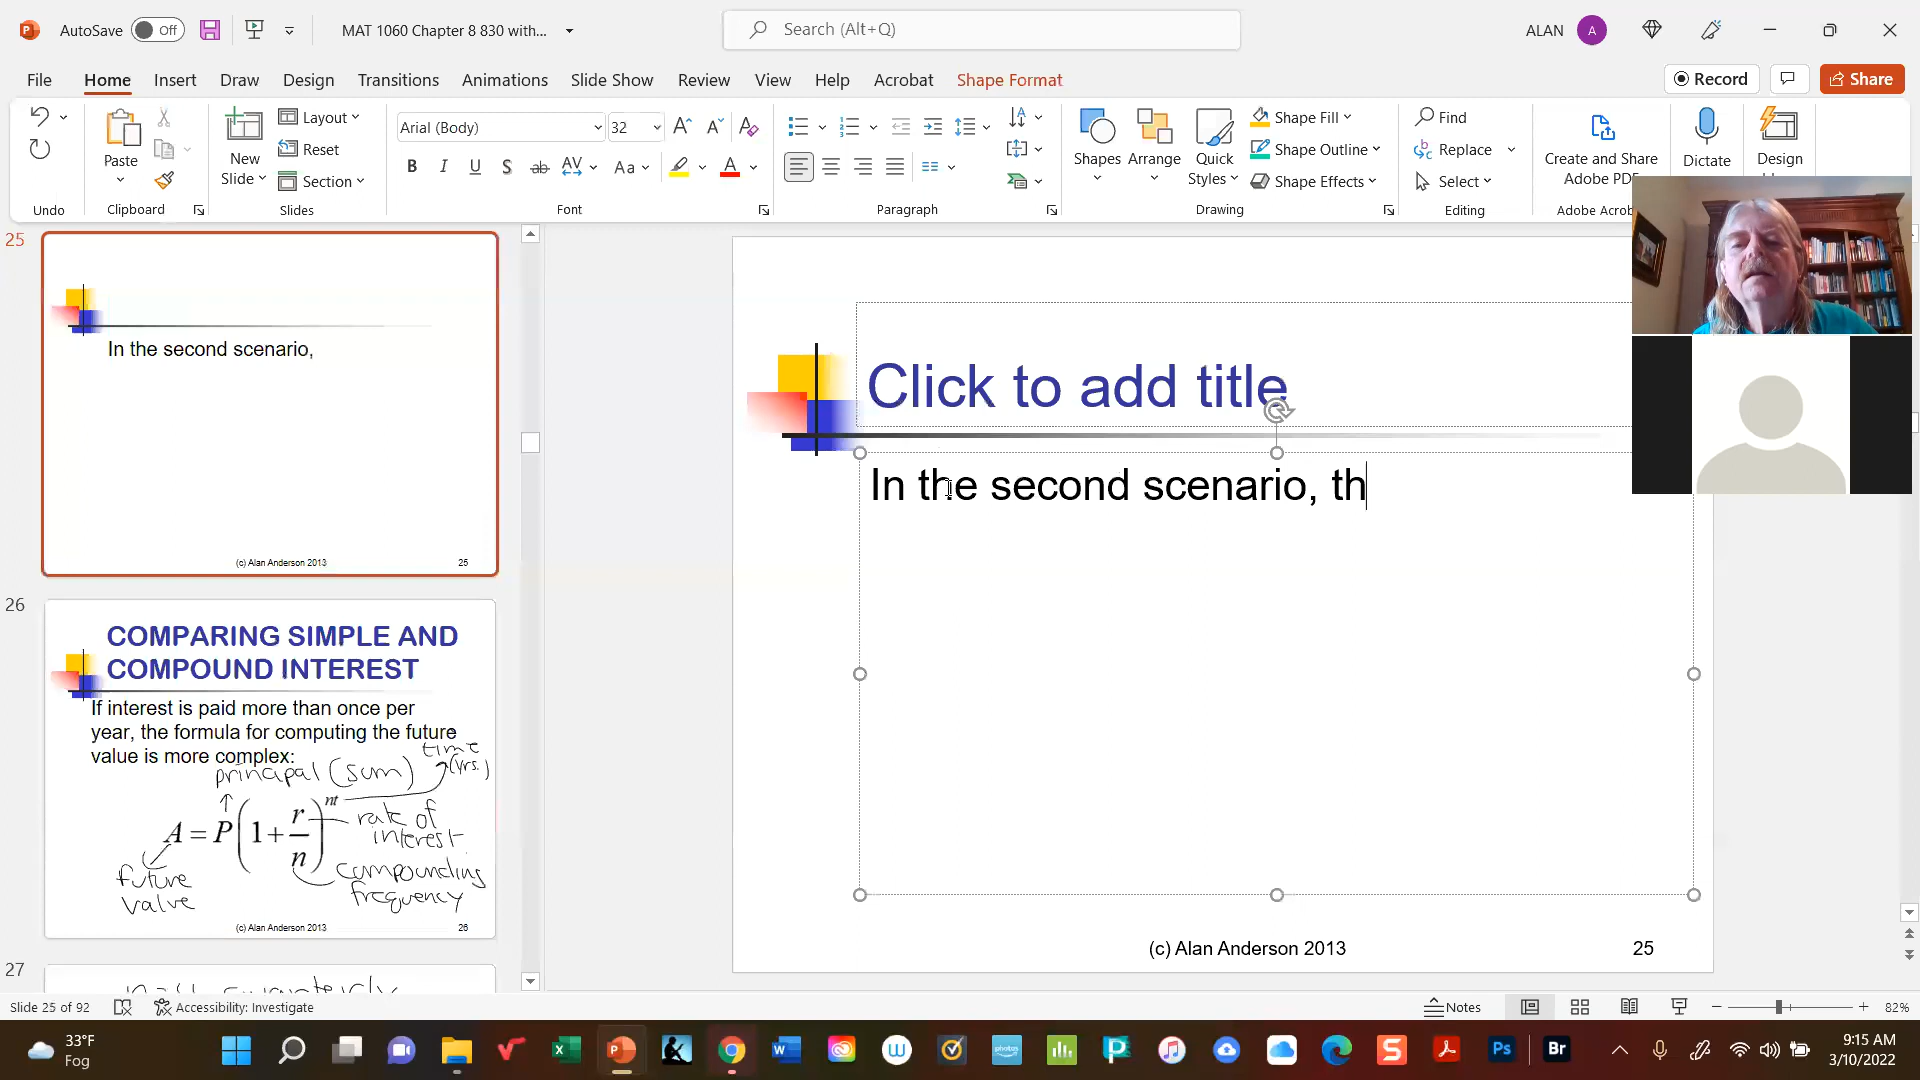 AutoSave Off MAT 1060 Chapter 8 830 with... Search (Alt+Q) ALAN A
File Home Insert Draw Design Transitions Animations Slide Show Review View Help Acrobat Shape Format Record Share
Paste
New
Slide
Layout
Reset
Section
Arial (Body) 32
B I U S ab AV Aa A
Shapes
Arrange
Quick
Styles
Shape Fill
Shape Outline
Shape Effects
Find
Replace
Select
Create and Share
Adobe PDF
Dictate
Design
Undo Clipboard Slides Font Paragraph Drawing Editing
25
In the second scenario,
(c) Alan Anderson 2013 25
26
COMPARING SIMPLE AND
COMPOUND INTEREST
If interest is paid more than once per
year, the formula for computing the future
value is more complex:
time
(yrs.)
principal (sum)
A = P(1 + r/n)^nt
rate of
interest
compounding
frequency
future
value
(c) Alan Anderson 2013 26
27
Click to add title
In the second scenario, th
(c) Alan Anderson 2013 25
Slide 25 of 92 Accessibility: Investigate Notes 82%
33°F
Fog
9:15 AM
3/10/2022